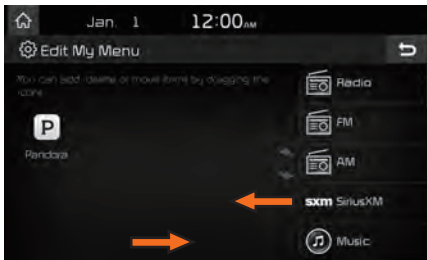 Jan. 1 12:00AM
Edit My Menu
You can add, delete or move items by dragging the
icons.
Radio
FM
P
Pandora
AM
sxm SiriusXM
Music